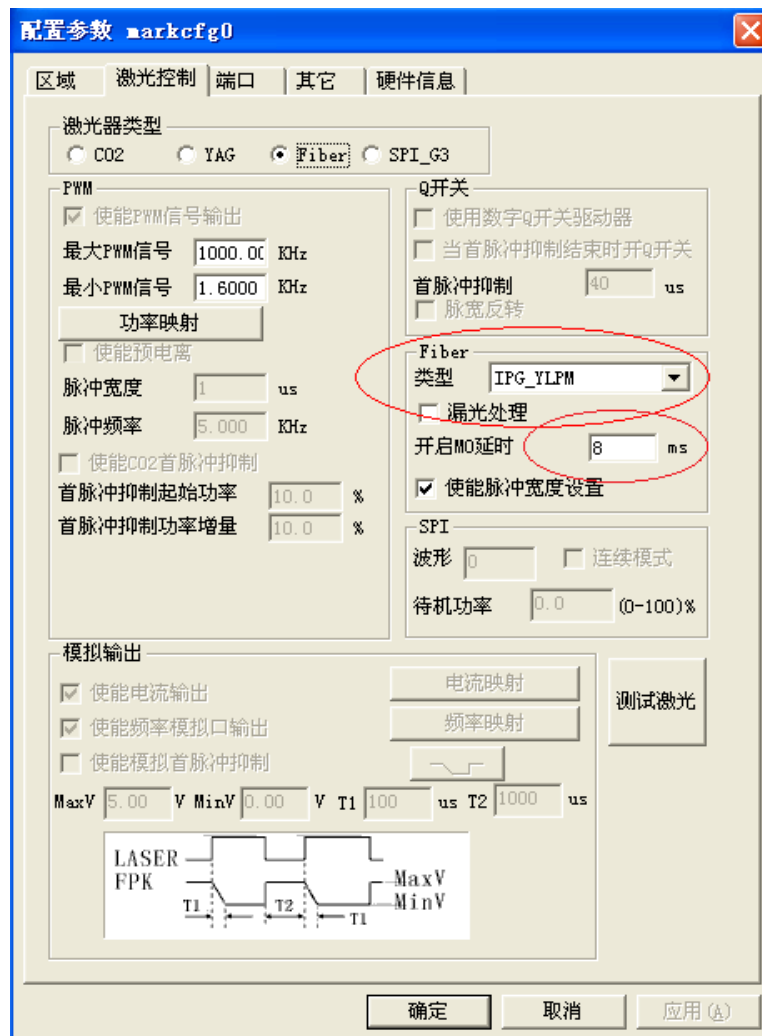 配置参数 markcfg0
区域 激光控制 端口 其它 硬件信息
激光器类型
CO2 YAG Fiber SPI_G3
PWM
使能PWM信号输出
最大PWM信号 1000.00 KHz
最小PWM信号 1.6000 KHz
功率映射
使能预电离
脉冲宽度 1 us
脉冲频率 5.000 KHz
使能CO2首脉冲抑制
首脉冲抑制起始功率 10.0 %
首脉冲抑制功率增量 10.0 %
Q开关
使用数字Q开关驱动器
当首脉冲抑制结束时开Q开关
首脉冲抑制 40 us
脉宽反转
Fiber
类型 IPG_YLPM
漏光处理
开启MO延时 8 ms
使能脉冲宽度设置
SPI
波形 0 连续模式
待机功率 0.0 (0-100)%
模拟输出
使能电流输出 电流映射
使能频率模拟口输出 频率映射
使能模拟首脉冲抑制
MaxV 5.00 V MinV 0.00 V T1 100 us T2 1000 us
LASER
FPK
MaxV
MinV
T1 T2 T1
测试激光
确定 取消 应用(A)